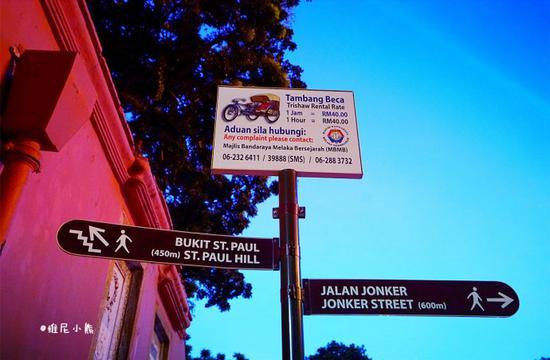 Tambang Beca
Trishaw Rental Rate
1 Jam = RM40.00
1 Hour = RM40.00
Aduan sila hubungi:
Any complaint please contact:
Majlis Bandaraya Melaka Bersejarah (MBMB)
06-232 6411 / 39888 (SMS) / 06-288 3732
BUKIT ST. PAUL
(450m) ST. PAUL HILL
JALAN JONKER
JONKER STREET (600m)
维尼小熊